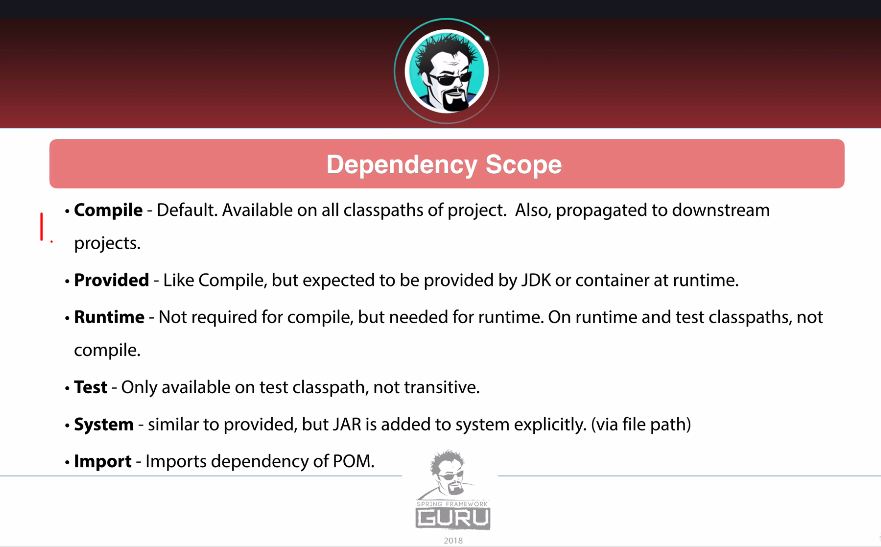 Dependency Scope
• Compile - Default. Available on all classpaths of project.  Also, propagated to downstream
projects.
• Provided - Like Compile, but expected to be provided by JDK or container at runtime.
• Runtime - Not required for compile, but needed for runtime. On runtime and test classpaths, not
compile.
• Test - Only available on test classpath, not transitive.
• System - similar to provided, but JAR is added to system explicitly. (via file path)
• Import - Imports dependency of POM.
SPRING FRAMEWORK
GURU
2018